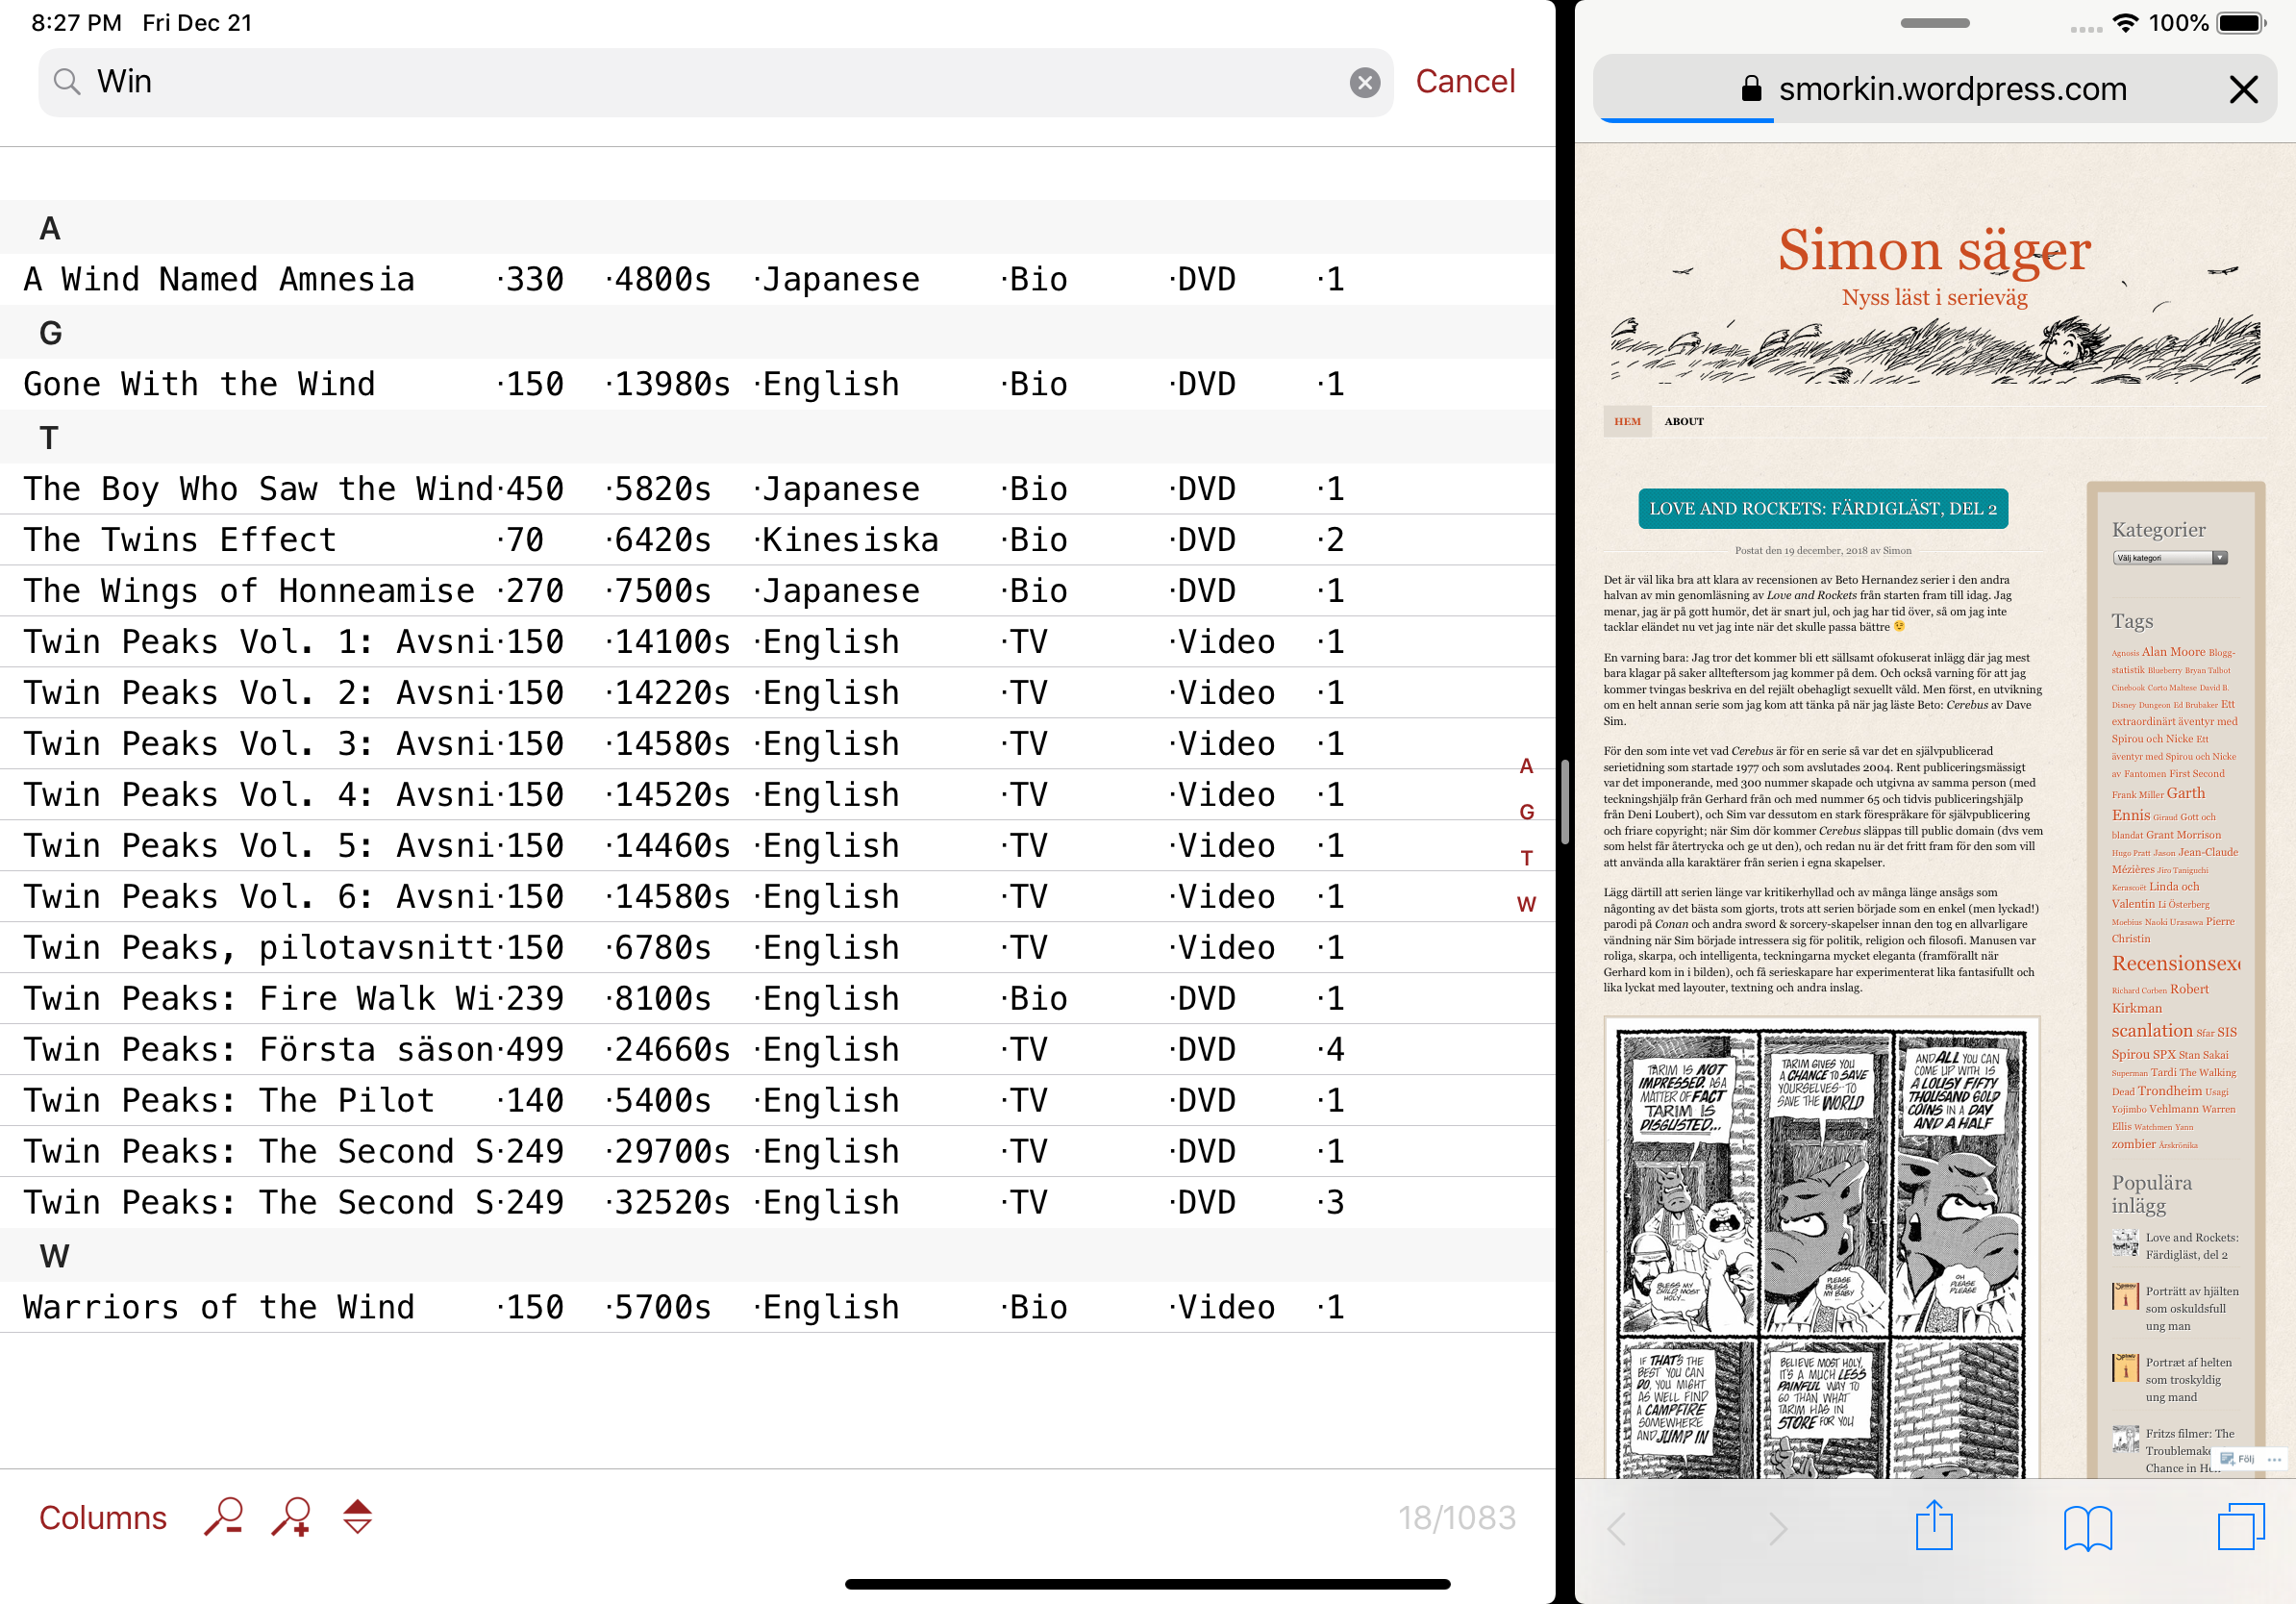 8:27 PM Fri Dec 21
Win
Cancel
A
A Wind Named Amnesia ·330 ·4800s ·Japanese ·Bio ·DVD ·1
G
Gone With the Wind ·150 ·13980s ·English ·Bio ·DVD ·1
T
The Boy Who Saw the Wind ·450 ·5820s ·Japanese ·Bio ·DVD ·1
The Twins Effect ·70 ·6420s ·Kinesiska ·Bio ·DVD ·2
The Wings of Honneamise ·270 ·7500s ·Japanese ·Bio ·DVD ·1
Twin Peaks Vol. 1: Avsni ·150 ·14100s ·English ·TV ·Video ·1
Twin Peaks Vol. 2: Avsni ·150 ·14220s ·English ·TV ·Video ·1
Twin Peaks Vol. 3: Avsni ·150 ·14580s ·English ·TV ·Video ·1
Twin Peaks Vol. 4: Avsni ·150 ·14520s ·English ·TV ·Video ·1
Twin Peaks Vol. 5: Avsni ·150 ·14460s ·English ·TV ·Video ·1
Twin Peaks Vol. 6: Avsni ·150 ·14580s ·English ·TV ·Video ·1
Twin Peaks, pilotavsnitt ·150 ·6780s ·English ·TV ·Video ·1
Twin Peaks: Fire Walk Wi ·239 ·8100s ·English ·Bio ·DVD ·1
Twin Peaks: Första säson ·499 ·24660s ·English ·TV ·DVD ·4
Twin Peaks: The Pilot ·140 ·5400s ·English ·TV ·DVD ·1
Twin Peaks: The Second S ·249 ·29700s ·English ·TV ·DVD ·1
Twin Peaks: The Second S ·249 ·32520s ·English ·TV ·DVD ·3
W
Warriors of the Wind ·150 ·5700s ·English ·Bio ·Video ·1
A
G
T
W
Columns
18/1083
100%
smorkin.wordpress.com
Simon säger
Nyss läst i serieväg
HEM ABOUT
LOVE AND ROCKETS: FÄRDIGLÄST, DEL 2
Postat den 19 december, 2018 av Simon
Det är väl lika bra att klara av recensionen av Beto Hernandez serier i den andra
halvan av min genomläsning av Love and Rockets från starten fram till idag. Jag
menar, jag är på gott humör, det är snart jul, och jag har tid över, så om jag inte
tacklar eländet nu vet jag inte när det skulle passa bättre 😉
En varning bara: Jag tror det kommer bli ett sällsamt ofokuserat inlägg där jag mest
bara klagar på saker allteftersom jag kommer på dem. Och också varning för att jag
kommer tvingas beskriva en del rejält obehagligt sexuellt våld. Men först, en utvikning
om en helt annan serie som jag kom att tänka på när jag läste Beto: Cerebus av Dave
Sim.
För den som inte vet vad Cerebus är för en serie så var det en självpublicerad
serietidning som startade 1977 och som avslutades 2004. Rent publiceringsmässigt
var det imponerande, med 300 nummer skapade och utgivna av samma person (med
teckningshjälp från Gerhard från och med nummer 65 och tidvis publiceringshjälp
från Deni Loubert), och Sim var dessutom en stark förespråkare för självpublicering
och friare copyright; när Sim dör kommer Cerebus släppas till public domain (dvs vem
som helst får återtrycka och ge ut den), och redan nu är det fritt fram för den som vill
att använda alla karaktärer från serien i egna skapelser.
Lägg därtill att serien länge var kritikerhyllad och av många länge ansågs som
någonting av det bästa som gjorts, trots att serien började som en enkel (men lyckad!)
parodi på Conan och andra sword & sorcery-skapelser innan den tog en allvarligare
vändning när Sim började intressera sig för politik, religion och filosofi. Manusen var
roliga, skarpa, och intelligenta, teckningarna mycket eleganta (framförallt när
Gerhard kom in i bilden), och få serieskapare har experimenterat lika fantasifullt och
lika lyckat med layouter, textning och andra inslag.
TARIM IS NOT
IMPRESSED. AS A
MATTER OF FACT
TARIM IS
DISGUSTED...
BLESS MY
CHILD, MOST
HOLY...
TARIM GIVES YOU
A CHANCE TO SAVE
YOURSELVES--TO
SAVE THE WORLD
PLEASE
BLESS
MY BABY
AND ALL YOU CAN
COME UP WITH IS
A LOUSY FIFTY
THOUSAND GOLD
COINS IN A DAY
AND A HALF
OH
PLEASE
PLEASE
IF THAT'S THE
BEST YOU CAN
DO, YOU MIGHT
AS WELL FIND
A CAMPFIRE
SOMEWHERE
AND JUMP IN
BELIEVE MOST HOLY,
IT'S A MUCH LESS
PAINFUL WAY TO
GO THAN WHAT
TARIM HAS IN
STORE FOR YOU
Kategorier
Välj kategori
Tags
Agnosis Alan Moore Blogg-
statistik Blueberry Bryan Talbot
Cinebook Corto Maltese David B.
Disney Dungeon Ed Brubaker Ett
extraordinärt äventyr med
Spirou och Nicke Ett
äventyr med Spirou och Nicke
av Fantomen First Second
Frank Miller Garth
Ennis Giraud Gott och
blandat Grant Morrison
Hugo Pratt Jason Jean-Claude
Mézières Jiro Taniguchi
Kerascoët Linda och
Valentin Li Österberg
Moebius Naoki Urasawa Pierre
Christin
Recensionsex
Richard Corben Robert
Kirkman
scanlation Sfar SIS
Spirou SPX Stan Sakai
Superman Tardi The Walking
Dead Trondheim Usagi
Yojimbo Vehlmann Warren
Ellis Watchmen Yann
zombier Årskrönika
Populära
inlägg
Love and Rockets:
Färdigläst, del 2
Porträtt av hjälten
som oskuldsfull
ung man
Portræt af helten
som troskyldig
ung mand
Fritzs filmer: The
Troublemake
Chance in He
Följ